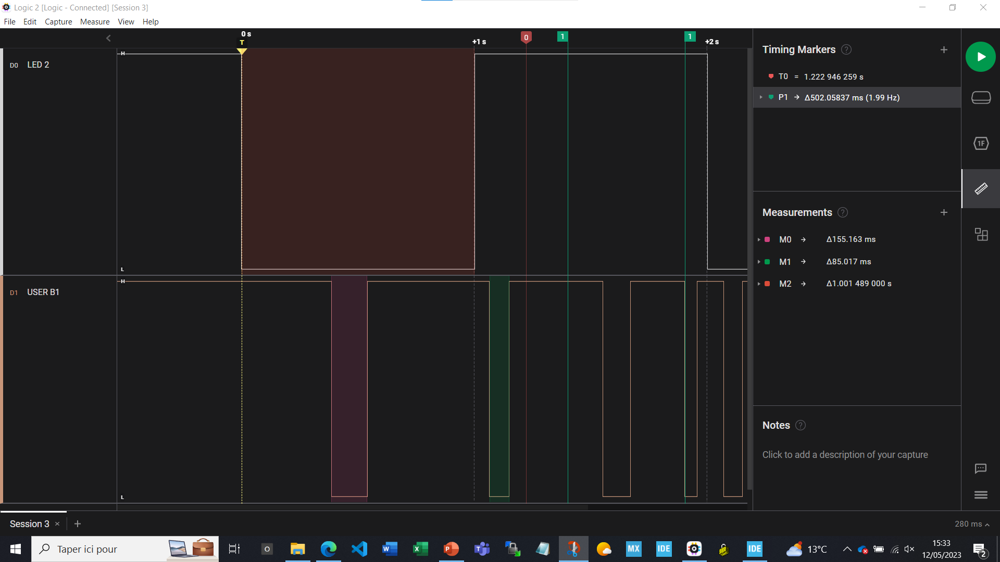 Logic 2 [Logic - Connected] [Session 3]
File Edit Capture Measure View Help
0 s
T
+1 s
0
1
1
+2 s
D0 LED 2
H
L
D1 USER B1
H
L
Timing Markers ? +
T0 = 1.222 946 259 s
P1 → Δ502.05837 ms (1.99 Hz)
1F
Measurements ? +
M0 → Δ155.163 ms
M1 → Δ85.017 ms
M2 → Δ1.001 489 000 s
Notes ?
Click to add a description of your capture
Session 3 × +
280 ms
Taper ici pour
O
W
X
P
T
MX
IDE
IDE
13°C
15:33
12/05/2023
2